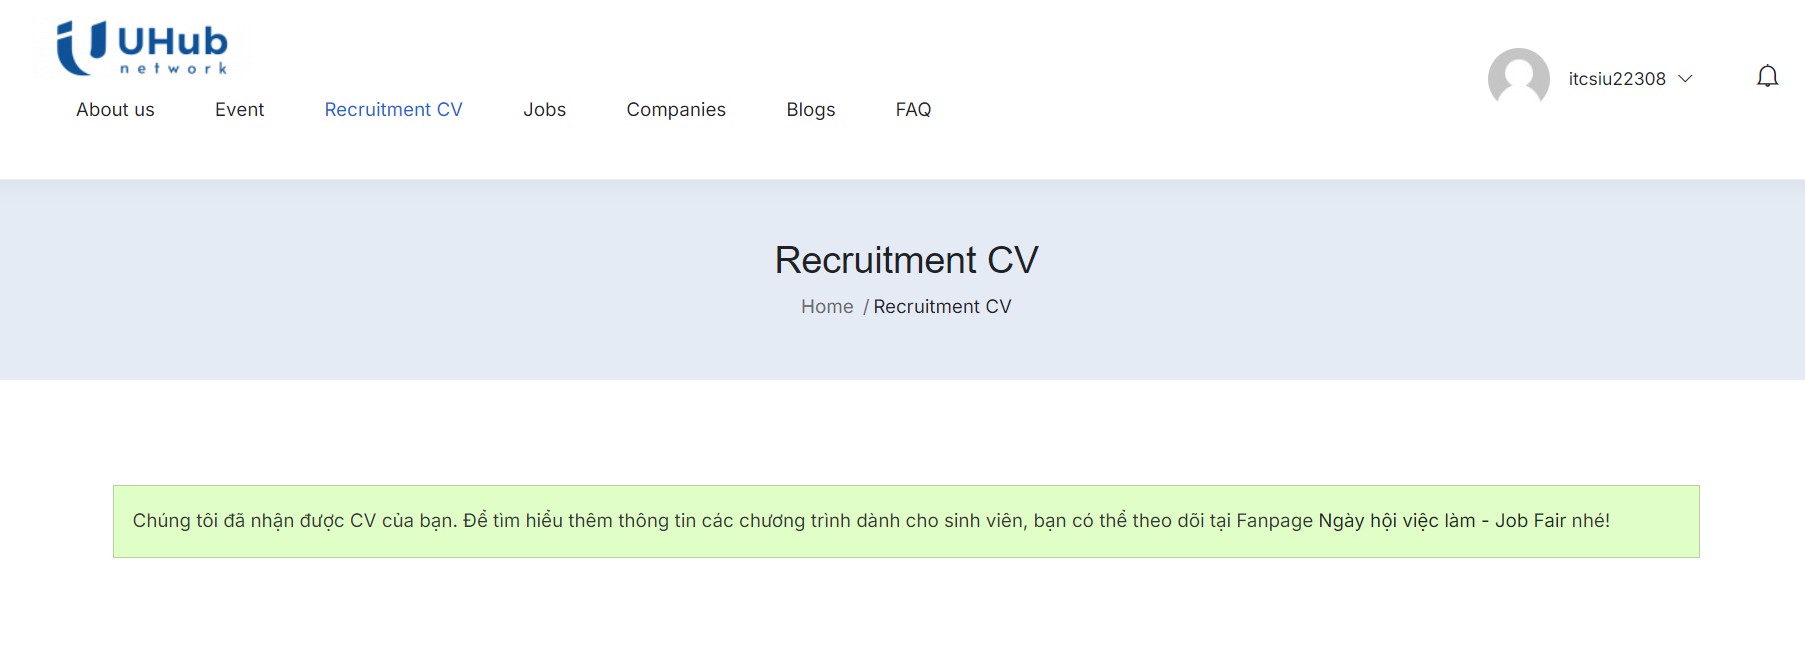 UHub
network
About us Event Recruitment CV Jobs Companies Blogs FAQ
itcsiu22308
Recruitment CV
Home / Recruitment CV
Chúng tôi đã nhận được CV của bạn. Để tìm hiểu thêm thông tin các chương trình dành cho sinh viên, bạn có thể theo dõi tại Fanpage Ngày hội việc làm - Job Fair nhé!